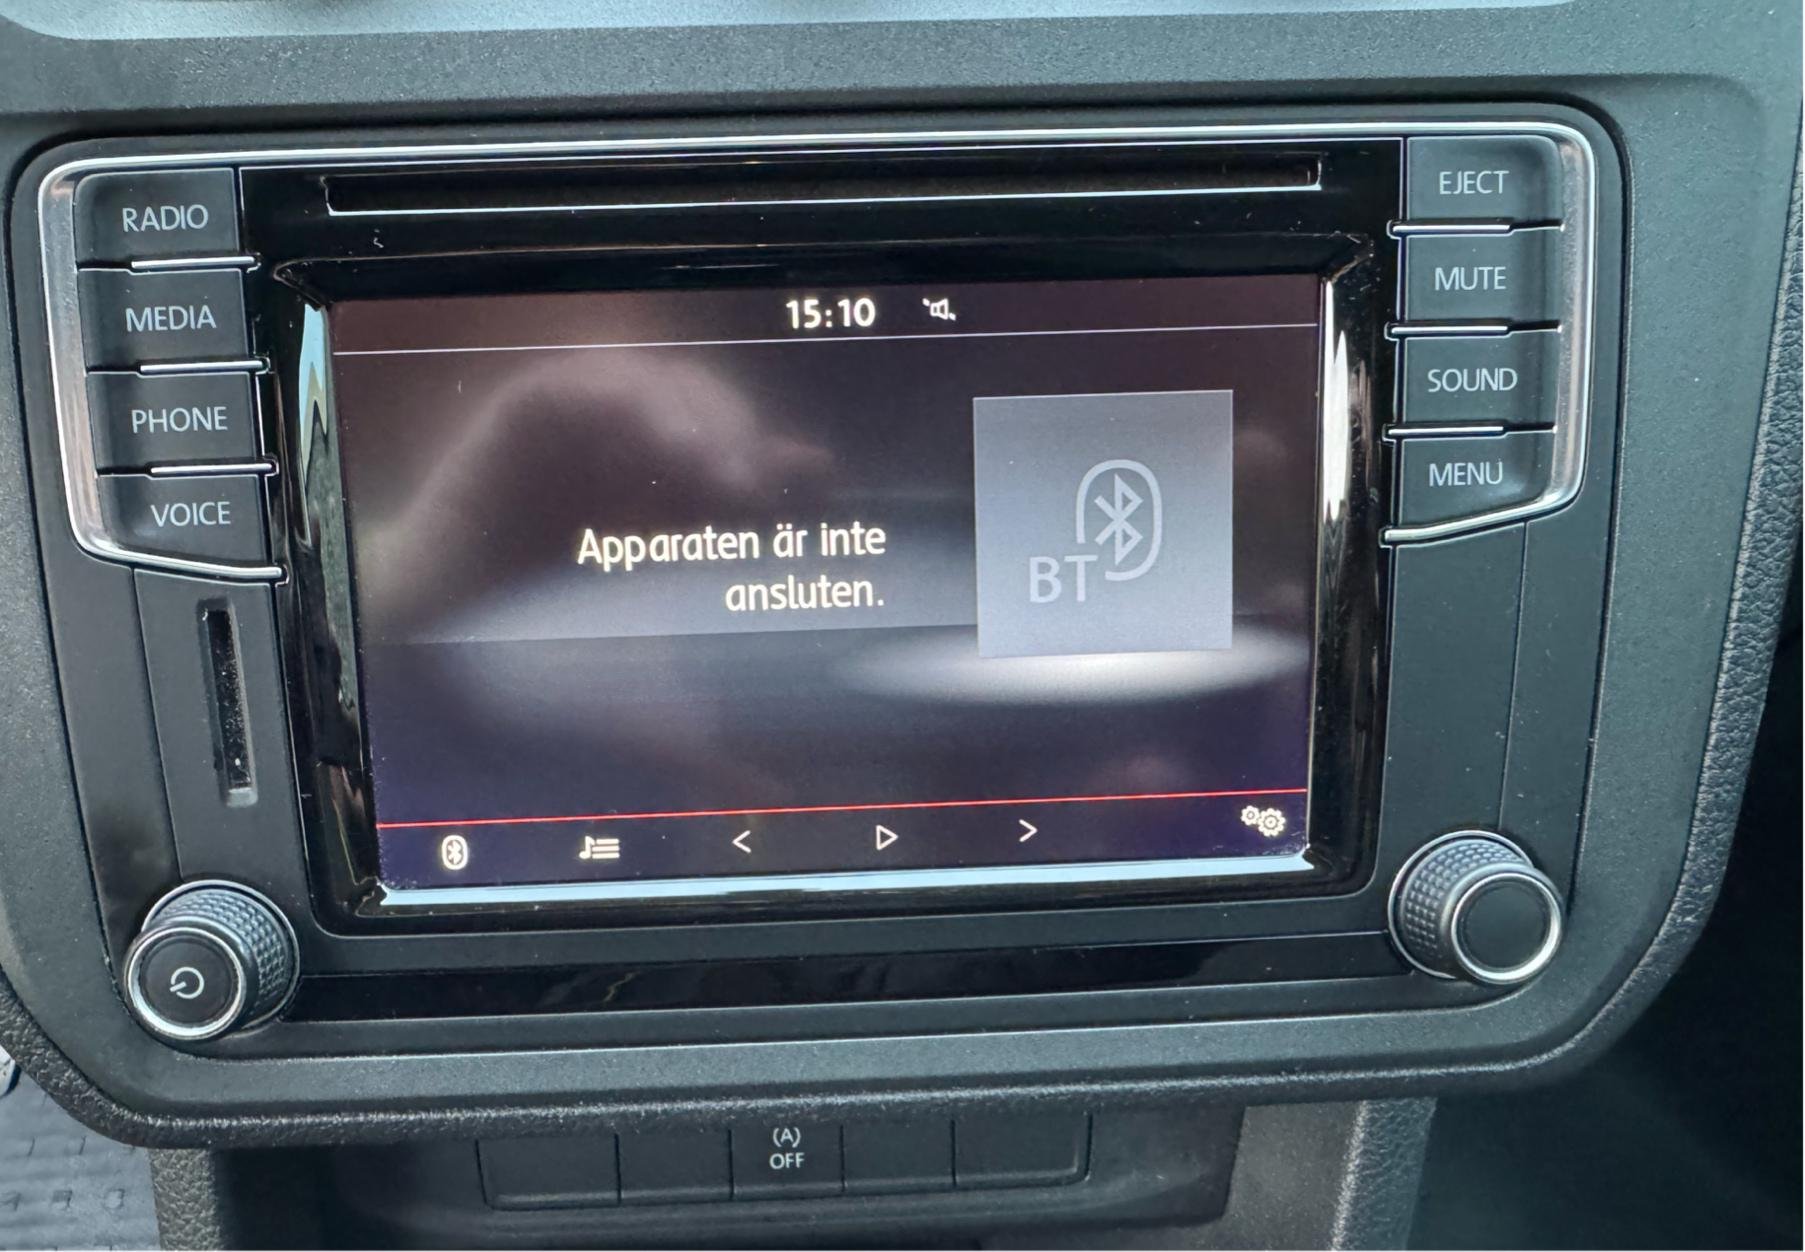 RADIO
MEDIA
PHONE
VOICE
EJECT
MUTE
SOUND
MENU
15:10
Apparaten är inte
ansluten.
BT
(A)
OFF